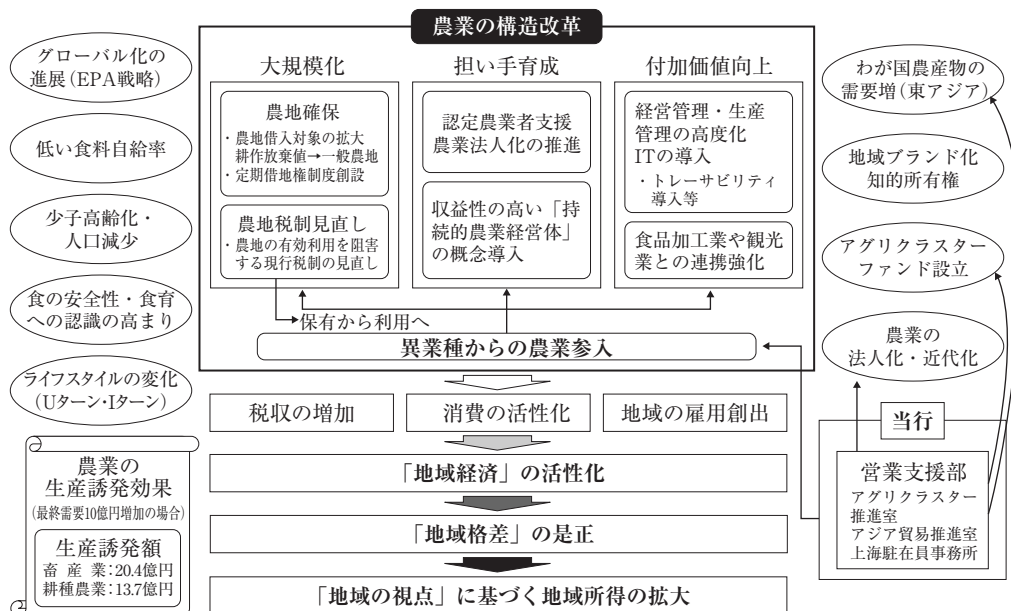 農業の構造改革
グローバル化の
進展(EPA戦略)
低い食料自給率
少子高齢化・
人口減少
食の安全性・食育
への認識の高まり
ライフスタイルの変化
(Uターン・Iターン)
大規模化
農地確保
・農地借入対象の拡大
耕作放棄値→一般農地
・定期借地権制度創設
農地税制見直し
・農地の有効利用を阻害
する現行税制の見直し
担い手育成
認定農業者支援
農業法人化の推進
収益性の高い「持
続的農業経営体」
の概念導入
付加価値向上
経営管理・生産
管理の高度化
ITの導入
・トレーサビリティ
導入等
食品加工業や観光
業との連携強化
保有から利用へ
異業種からの農業参入
わが国農産物の
需要増(東アジア)
地域ブランド化
知的所有権
アグリクラスター
ファンド設立
農業の
法人化・近代化
税収の増加
消費の活性化
地域の雇用創出
「地域経済」の活性化
「地域格差」の是正
「地域の視点」に基づく地域所得の拡大
農業の
生産誘発効果
(最終需要10億円増加の場合)
生産誘発額
畜産業:20.4億円
耕種農業:13.7億円
当行
営業支援部
アグリクラスター
推進室
アジア貿易推進室
上海駐在員事務所